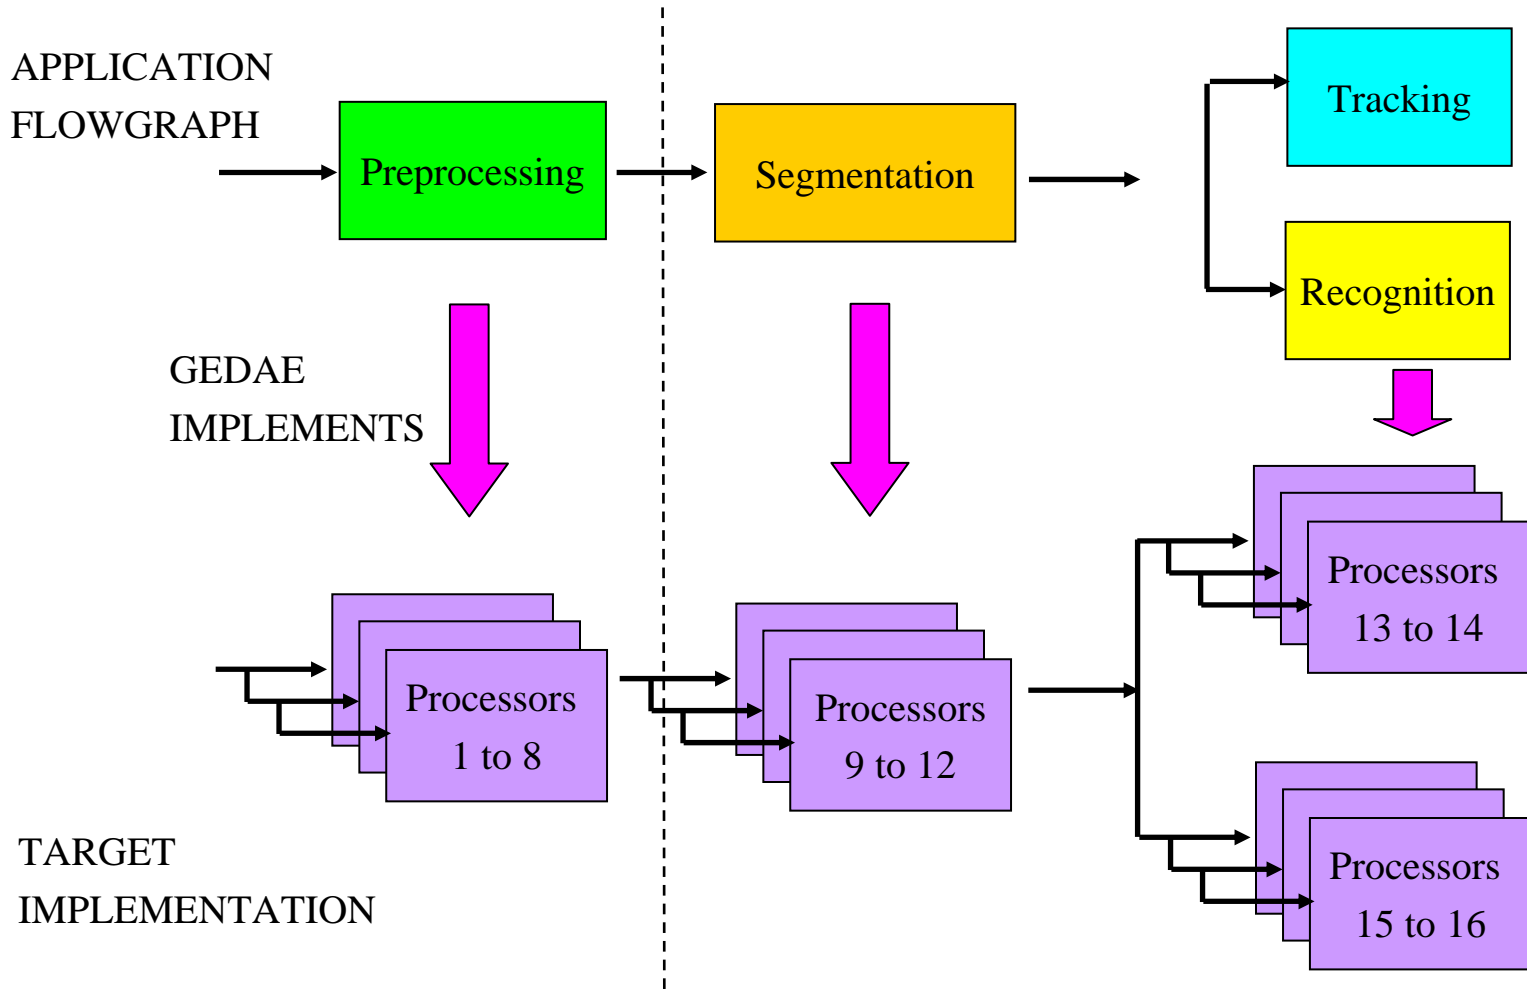 APPLICATION
FLOWGRAPH
Preprocessing
Segmentation
Tracking
Recognition
GEDAE
IMPLEMENTS
Processors
1 to 8
Processors
9 to 12
Processors
13 to 14
Processors
15 to 16
TARGET
IMPLEMENTATION